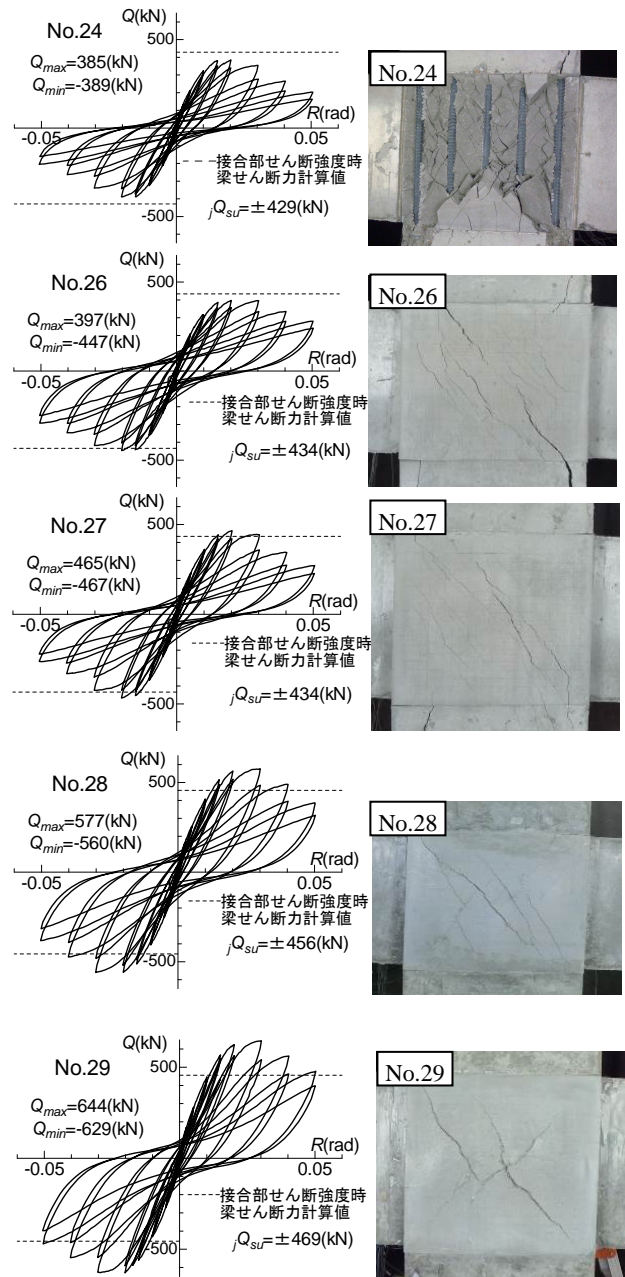 No.24
Q(kN)
500
Qmax=385(kN)
Qmin=-389(kN)
R(rad)
-0.05
0.05
接合部せん断強度時
梁せん断力計算値
jQsu=±429(kN)
-500
No.24
No.26
Q(kN)
500
Qmax=397(kN)
Qmin=-447(kN)
R(rad)
-0.05
0.05
接合部せん断強度時
梁せん断力計算値
jQsu=±434(kN)
-500
No.26
No.27
Q(kN)
500
Qmax=465(kN)
Qmin=-467(kN)
R(rad)
-0.05
0.05
接合部せん断強度時
梁せん断力計算値
jQsu=±434(kN)
-500
No.27
No.28
Q(kN)
500
Qmax=577(kN)
Qmin=-560(kN)
R(rad)
-0.05
0.05
接合部せん断強度時
梁せん断力計算値
jQsu=±456(kN)
-500
No.28
No.29
Q(kN)
500
Qmax=644(kN)
Qmin=-629(kN)
R(rad)
-0.05
0.05
接合部せん断強度時
梁せん断力計算値
jQsu=±469(kN)
-500
No.29